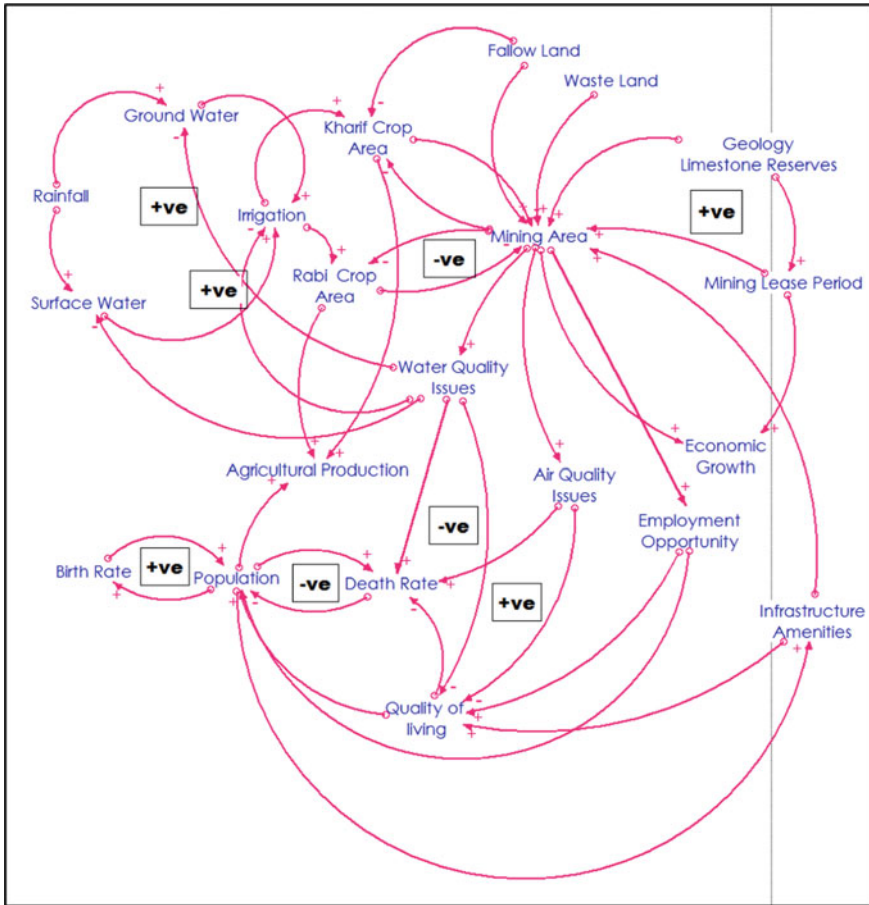 Fallow Land
Waste Land
Ground Water
Kharif Crop
Area
Geology
Limestone Reserves
Rainfall
+ve
Irrigation
+ve
Mining Area
-ve
Rabi Crop
Area
Mining Lease Period
Surface Water
+ve
Water Quality
Issues
Economic
Growth
Agricultural Production
Air Quality
Issues
Employment
Opportunity
-ve
Birth Rate
+ve
Population
-ve
Death Rate
+ve
Infrastructure
Amenities
Quality of
living